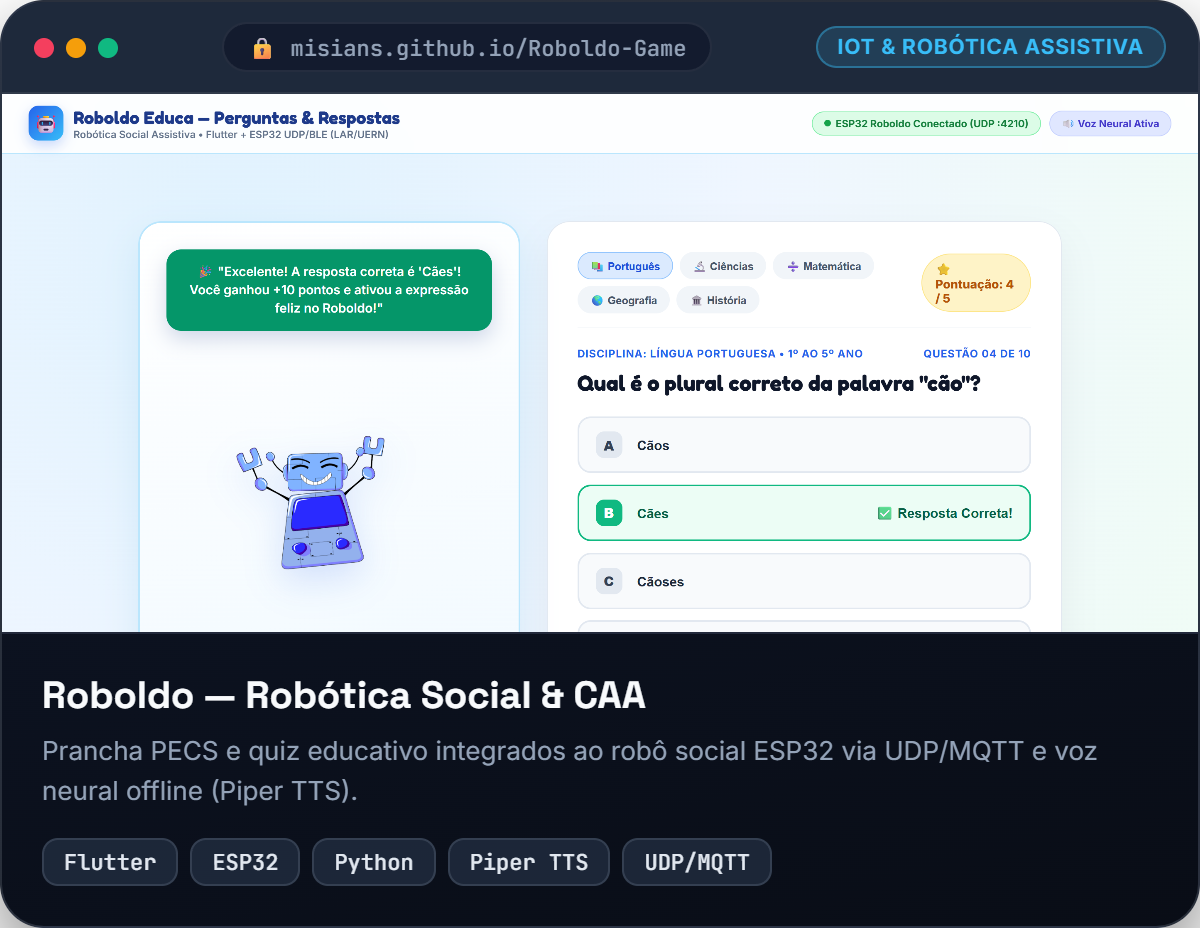 misians.github.io/Roboldo-Game
IOT & ROBÓTICA ASSISTIVA
Roboldo Educa — Perguntas & Respostas
Robótica Social Assistiva • Flutter + ESP32 UDP/BLE (LAR/UERN)
ESP32 Roboldo Conectado (UDP :4210)
Voz Neural Ativa
"Excelente! A resposta correta é 'Cães'!
Você ganhou +10 pontos e ativou a expressão
feliz no Roboldo!"
Português
Ciências
Matemática
Geografia
História
Pontuação: 4
/ 5
DISCIPLINA: LÍNGUA PORTUGUESA • 1º AO 5º ANO
QUESTÃO 04 DE 10
Qual é o plural correto da palavra "cão"?
A Cãos
B Cães
Resposta Correta!
C Cãoses
Roboldo — Robótica Social & CAA
Prancha PECS e quiz educativo integrados ao robô social ESP32 via UDP/MQTT e voz
neural offline (Piper TTS).
Flutter
ESP32
Python
Piper TTS
UDP/MQTT